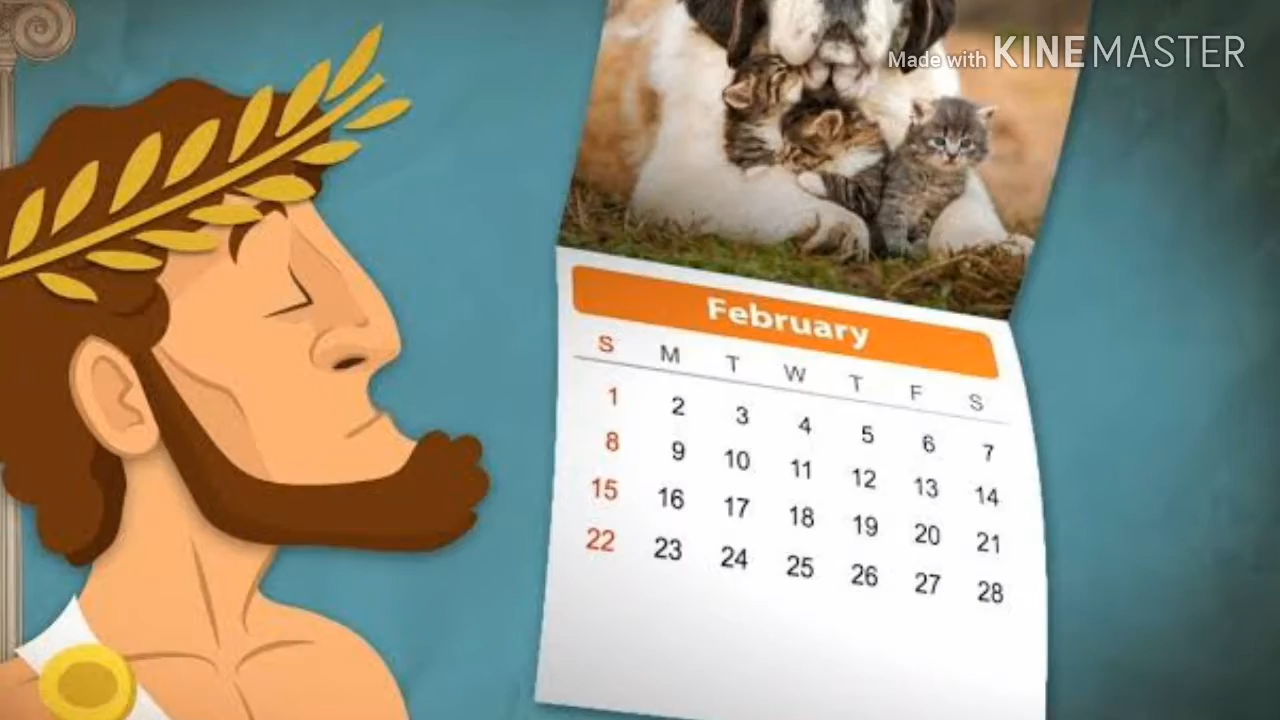 Made with KINEMASTER
February
S M T W T F S
1 2 3 4 5 6 7
8 9 10 11 12 13 14
15 16 17 18 19 20 21
22 23 24 25 26 27 28